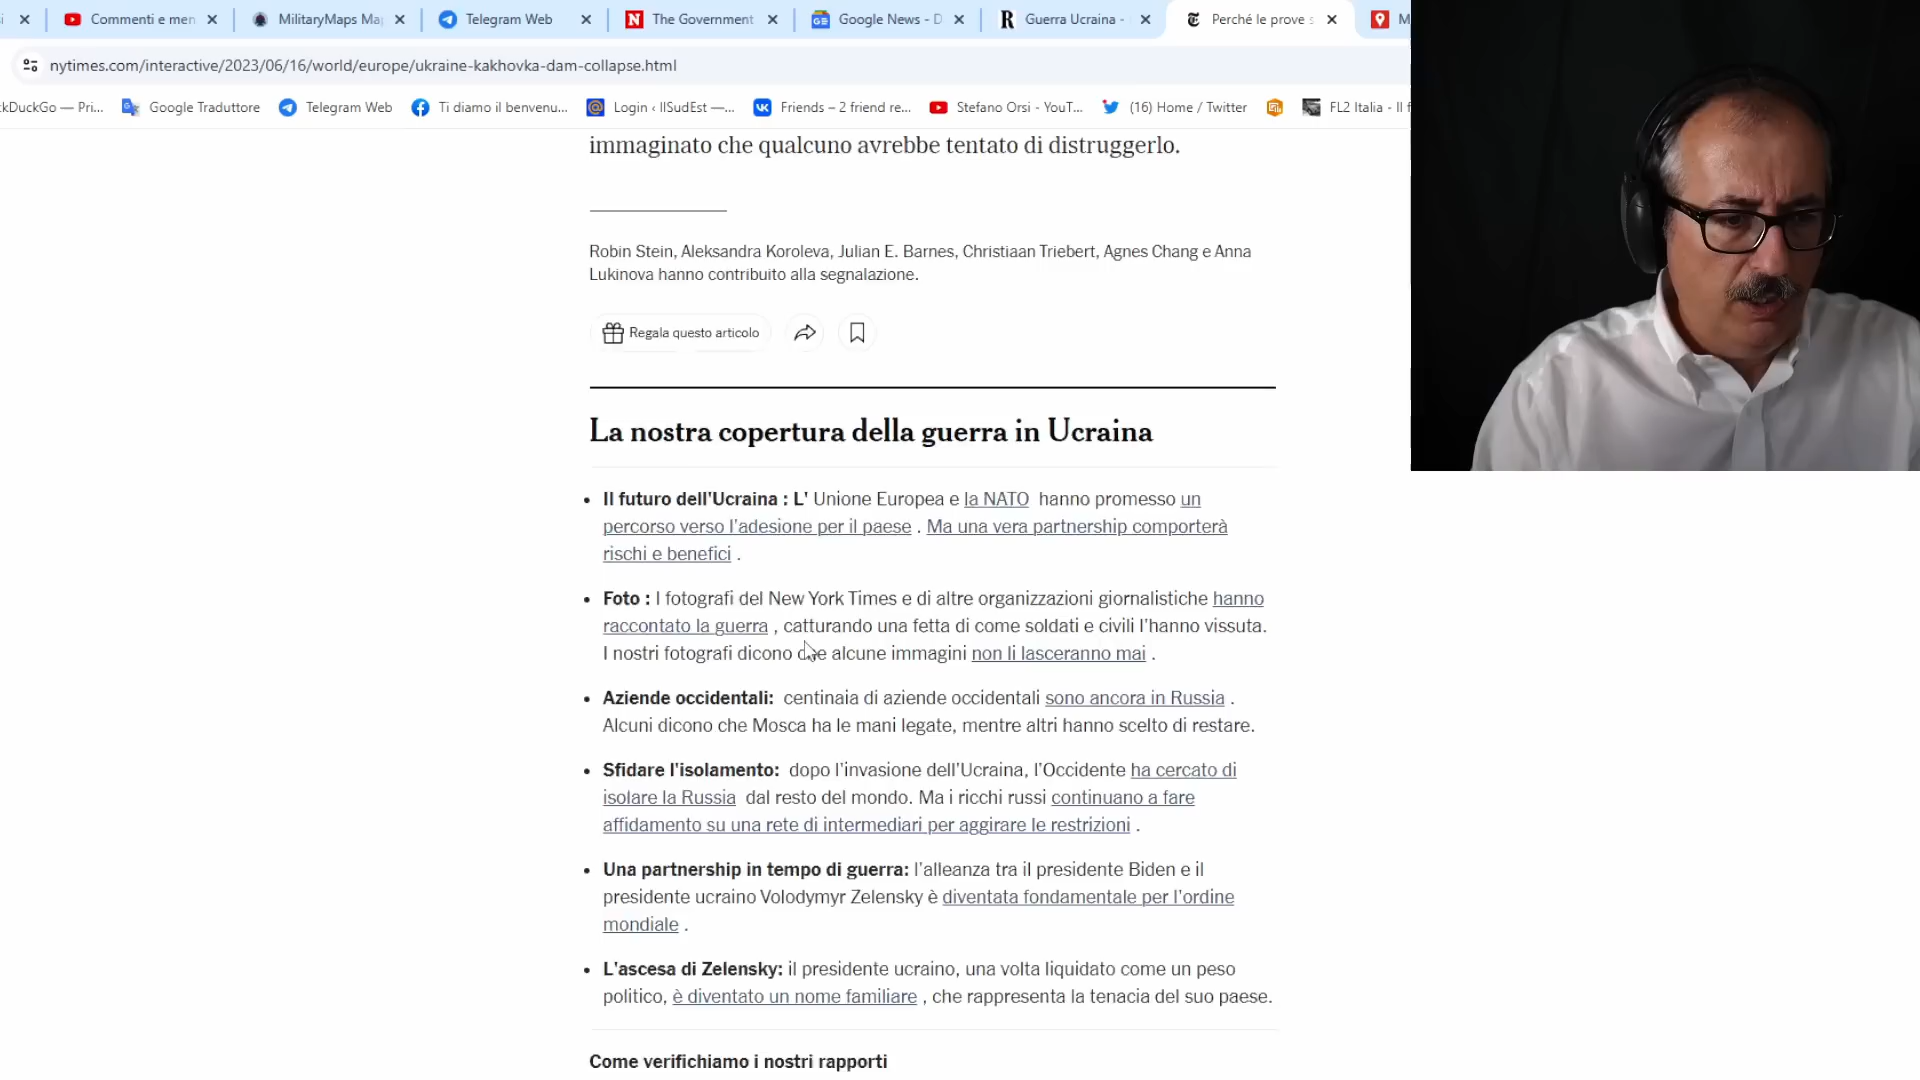 Commenti e men
MilitaryMaps Ma
Telegram Web
The Government
Google News - D
Guerra Ucraina -
Perché le prove s
nytimes.com/interactive/2023/06/16/world/europe/ukraine-kakhovka-dam-collapse.html
kDuckGo — Pri...
Google Traduttore
Telegram Web
Ti diamo il benvenu...
Login ‹ IlSudEst —...
Friends – 2 friend re...
Stefano Orsi - YouT...
(16) Home / Twitter
FL2 Italia - Il f
immaginato che qualcuno avrebbe tentato di distruggerlo.
Robin Stein, Aleksandra Koroleva, Julian E. Barnes, Christiaan Triebert, Agnes Chang e Anna
Lukinova hanno contribuito alla segnalazione.
Regala questo articolo
La nostra copertura della guerra in Ucraina
• Il futuro dell'Ucraina : L' Unione Europea e la NATO hanno promesso un
percorso verso l'adesione per il paese . Ma una vera partnership comporterà
rischi e benefici .
• Foto : I fotografi del New York Times e di altre organizzazioni giornalistiche hanno
raccontato la guerra , catturando una fetta di come soldati e civili l'hanno vissuta.
I nostri fotografi dicono che alcune immagini non li lasceranno mai .
• Aziende occidentali: centinaia di aziende occidentali sono ancora in Russia .
Alcuni dicono che Mosca ha le mani legate, mentre altri hanno scelto di restare.
• Sfidare l'isolamento: dopo l'invasione dell'Ucraina, l'Occidente ha cercato di
isolare la Russia dal resto del mondo. Ma i ricchi russi continuano a fare
affidamento su una rete di intermediari per aggirare le restrizioni .
• Una partnership in tempo di guerra: l'alleanza tra il presidente Biden e il
presidente ucraino Volodymyr Zelensky è diventata fondamentale per l'ordine
mondiale .
• L'ascesa di Zelensky: il presidente ucraino, una volta liquidato come un peso
politico, è diventato un nome familiare , che rappresenta la tenacia del suo paese.
Come verifichiamo i nostri rapporti